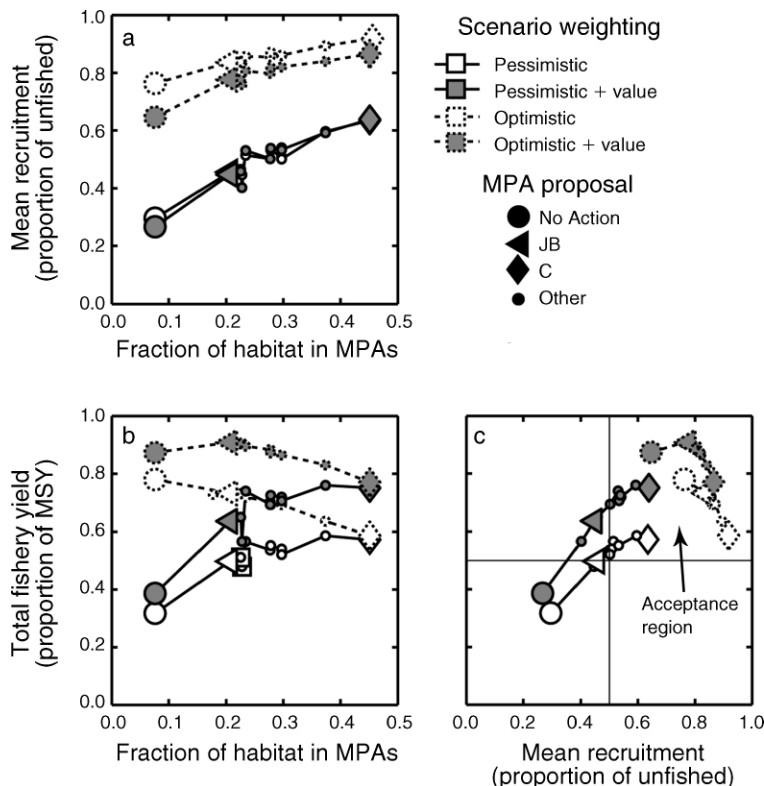 a
Mean recruitment
(proportion of unfished)
1.0
0.8
0.6
0.4
0.2
0.0
0.0 0.1 0.2 0.3 0.4 0.5
Fraction of habitat in MPAs
Scenario weighting
Pessimistic
Pessimistic + value
Optimistic
Optimistic + value
MPA proposal
No Action
JB
C
Other
b
Total fishery yield
(proportion of MSY)
1.0
0.8
0.6
0.4
0.2
0.0
0.0 0.1 0.2 0.3 0.4 0.5
Fraction of habitat in MPAs
c
Acceptance
region
0.0 0.2 0.4 0.6 0.8 1.0
Mean recruitment
(proportion of unfished)